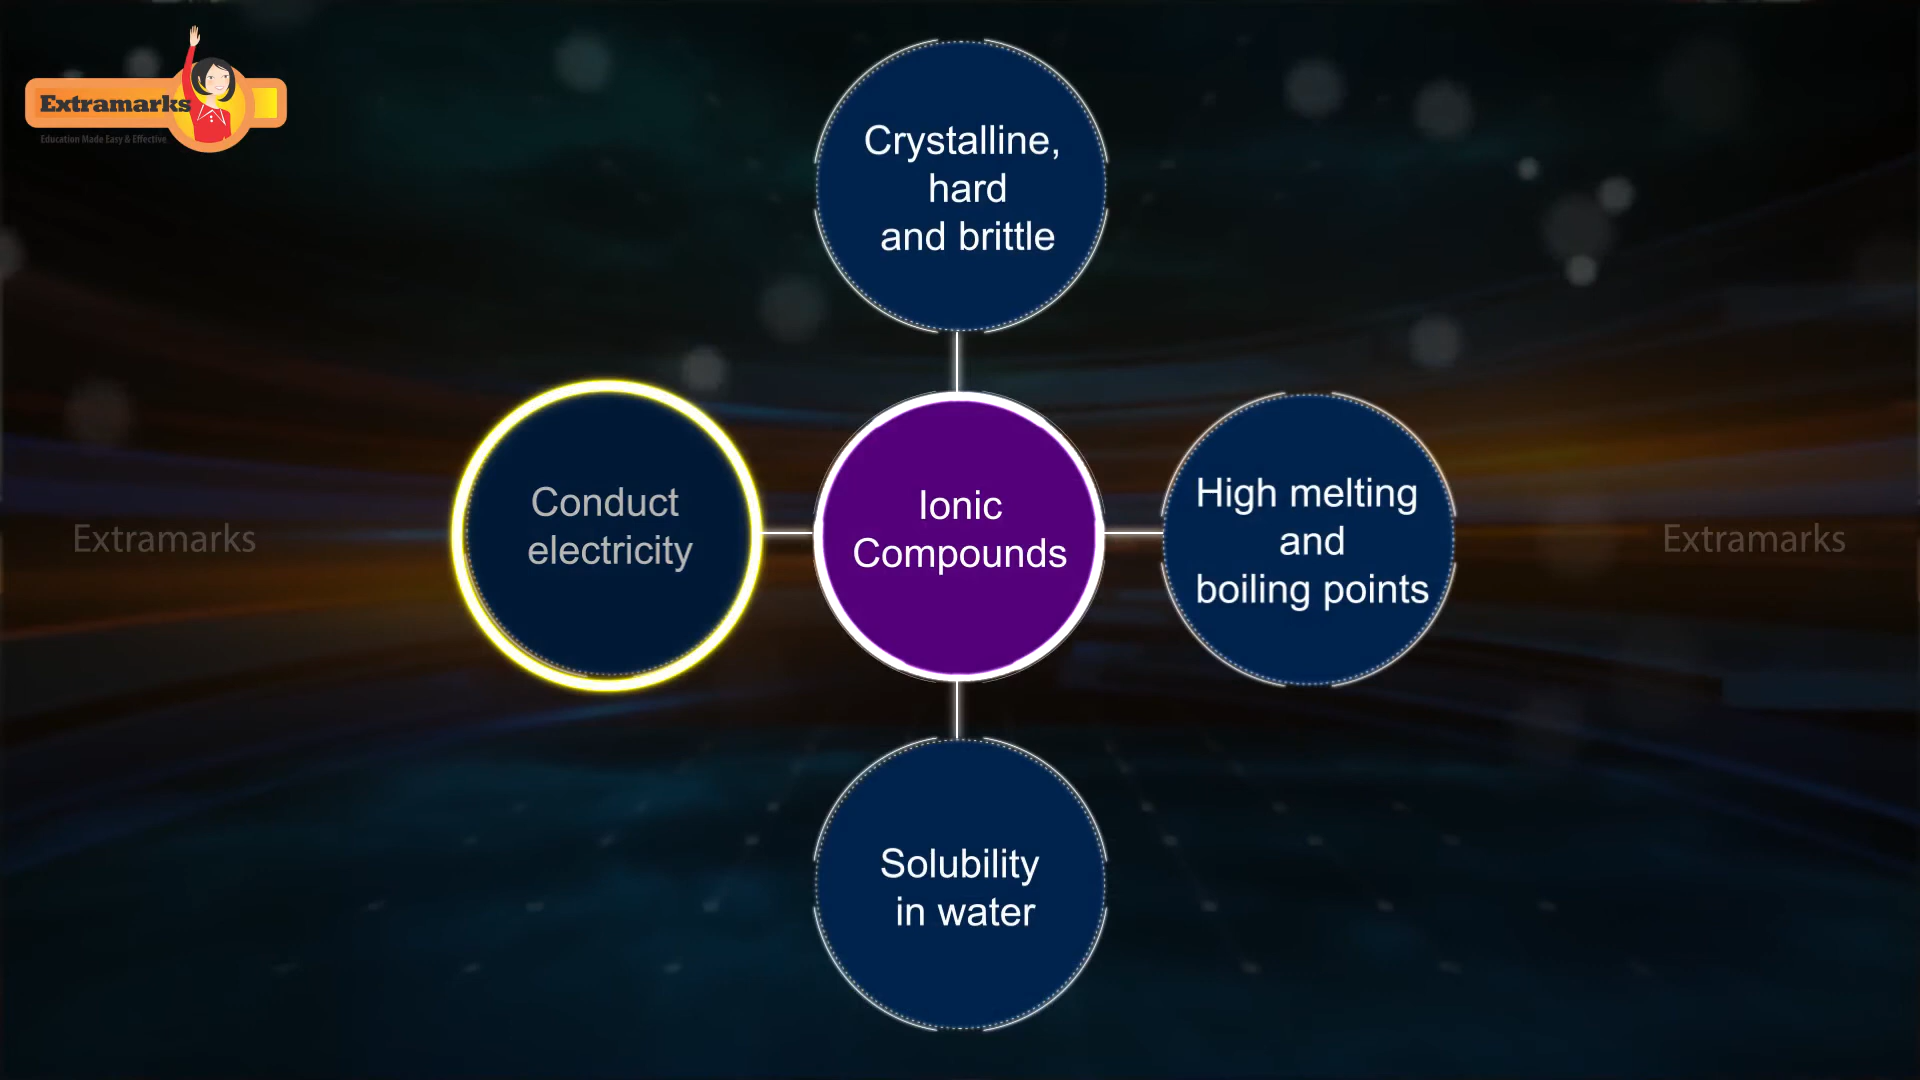 Extramarks
Education Made Easy & Effective
Crystalline,
hard
and brittle
Conduct
electricity
Ionic
Compounds
High melting
and
boiling points
Extramarks
Extramarks
Solubility
in water